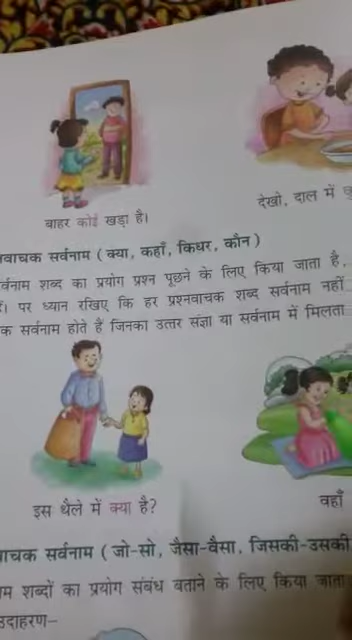 बाहर कोई खड़ा है।
देखो, दाल में
वाचक सर्वनाम ( क्या, कहाँ, किधर, कौन )
र्वनाम शब्द का प्रयोग प्रश्न पूछने के लिए किया जाता है,
पर ध्यान रखिए कि हर प्रश्नवाचक शब्द सर्वनाम नहीं
क सर्वनाम होते हैं जिनका उत्तर संज्ञा या सर्वनाम में मिलता
इस थैले में क्या है?
वहाँ
वाचक सर्वनाम ( जो-सो, जैसा-वैसा, जिसकी-उसकी
म शब्दों का प्रयोग संबंध बताने के लिए किया जाता
उदाहरण–